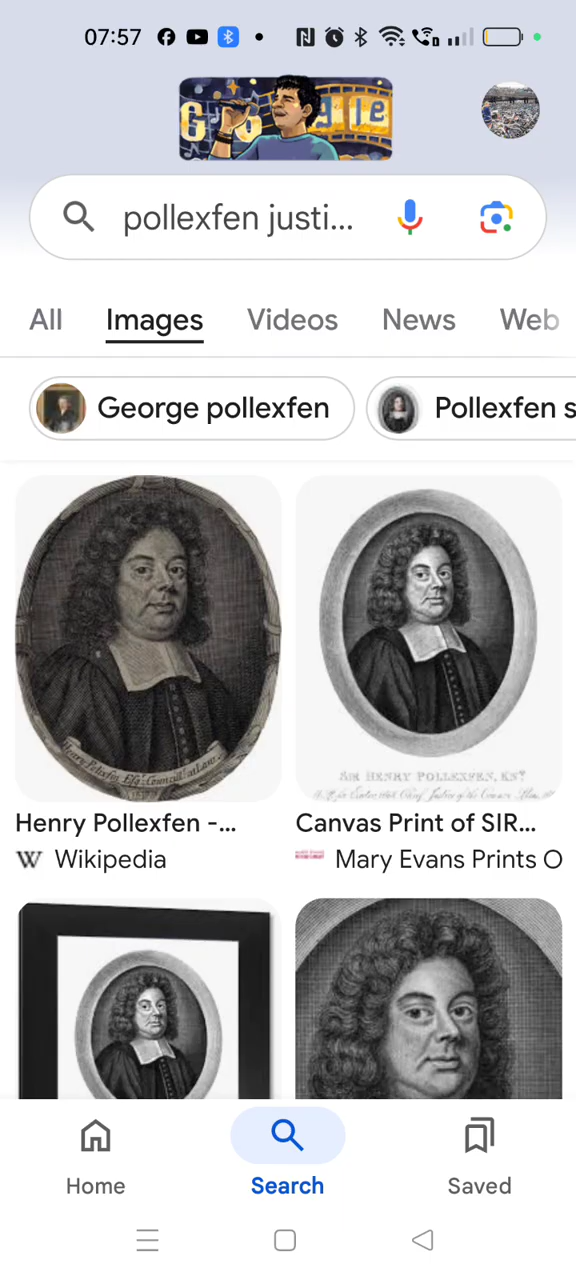 07:57
Google
pollexfen justi...
All Images Videos News Web
George pollexfen
Pollexfen s
Henry Pollexfen -...
Wikipedia
SIR HENRY POLLEXFEN, KNT
Canvas Print of SIR...
Mary Evans Prints O
Home
Search
Saved